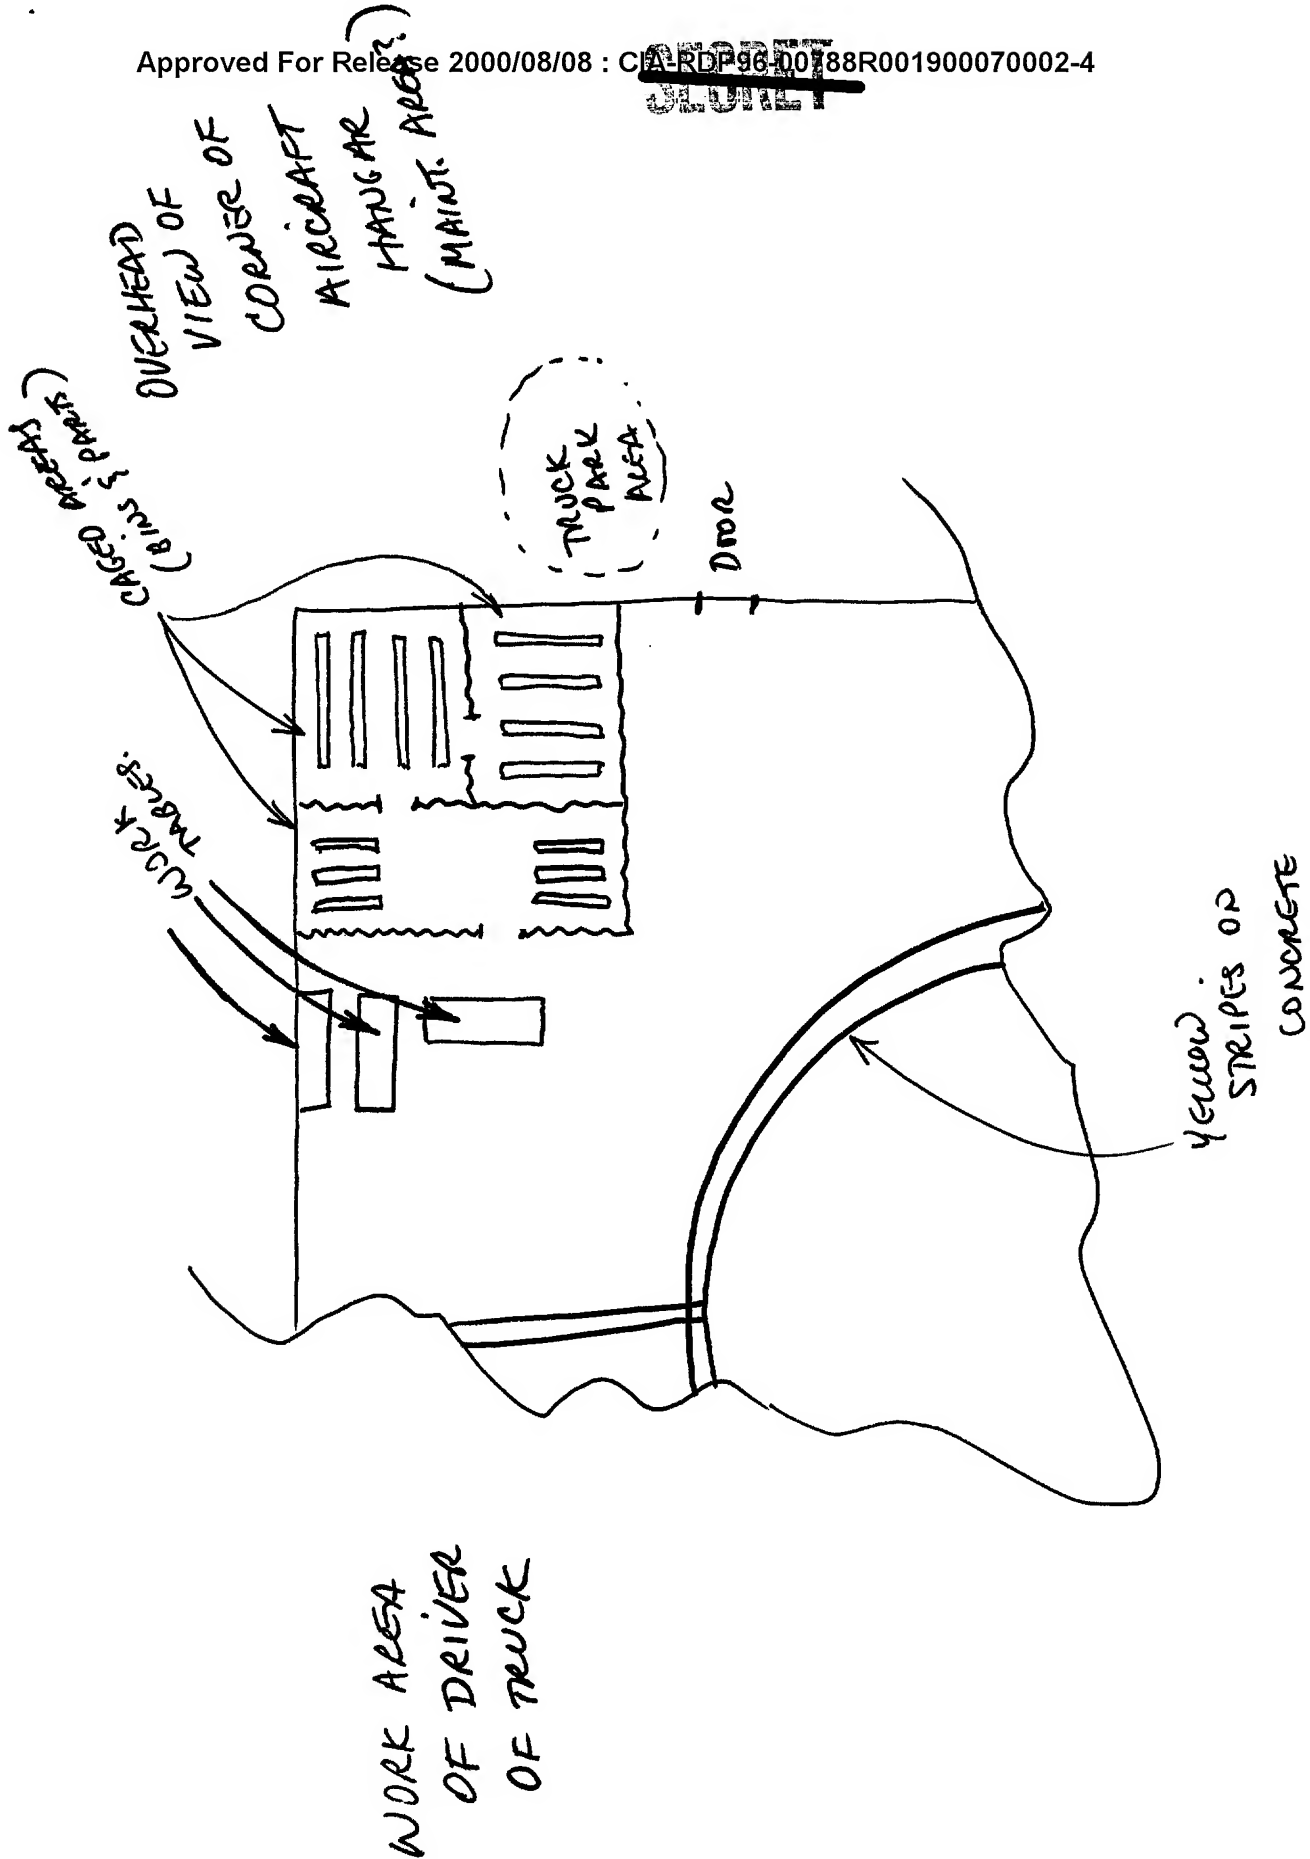 Approved For Release 2000/08/08 : CIA-RDP96-00788R001900070002-4
SECRET
SECRET
OVERHEAD
VIEW OF
CORNER OF
AIRCRAFT
HANGAR
(MAINT. AREA?)
CAGED AREAS
(BINS & PARTS)
TRUCK
PARK
AREA
DOOR
WORK
TABLES.
YELLOW
STRIPES ON
CONCRETE
WORK AREA
OF DRIVER
OF TRUCK